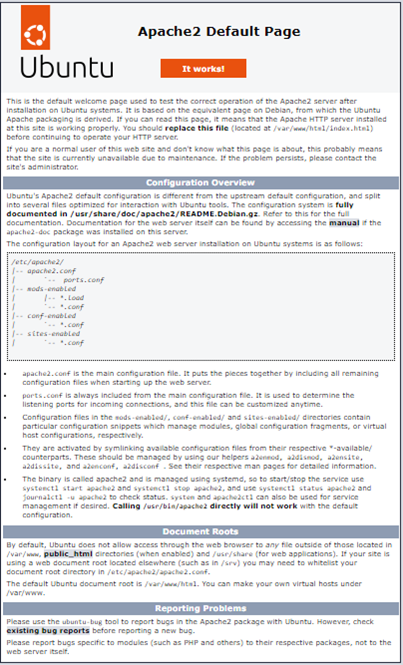 Apache2 Default Page
Ubuntu
It works!
This is the default welcome page used to test the correct operation of the Apache2 server after
installation on Ubuntu systems. It is based on the equivalent page on Debian, from which the Ubuntu
Apache packaging is derived. If you can read this page, it means that the Apache HTTP server installed
at this site is working properly. You should replace this file (located at /var/www/html/index.html)
before continuing to operate your HTTP server.
If you are a normal user of this web site and don't know what this page is about, this probably means
that the site is currently unavailable due to maintenance. If the problem persists, please contact the
site's administrator.
Configuration Overview
Ubuntu's Apache2 default configuration is different from the upstream default configuration, and split
into several files optimized for interaction with Ubuntu tools. The configuration system is fully
documented in /usr/share/doc/apache2/README.Debian.gz. Refer to this for the full
documentation. Documentation for the web server itself can be found by accessing the manual if the
apache2-doc package was installed on this server.
The configuration layout for an Apache2 web server installation on Ubuntu systems is as follows:
/etc/apache2/
|-- apache2.conf
|       `--  ports.conf
|-- mods-enabled
|       |-- *.load
|       `-- *.conf
|-- conf-enabled
|       `-- *.conf
|-- sites-enabled
|       `-- *.conf
• apache2.conf is the main configuration file. It puts the pieces together by including all remaining
configuration files when starting up the web server.
• ports.conf is always included from the main configuration file. It is used to determine the
listening ports for incoming connections, and this file can be customized anytime.
• Configuration files in the mods-enabled/, conf-enabled/ and sites-enabled/ directories contain
particular configuration snippets which manage modules, global configuration fragments, or virtual
host configurations, respectively.
• They are activated by symlinking available configuration files from their respective *-available/
counterparts. These should be managed by using our helpers a2enmod, a2dismod, a2ensite,
a2dissite, and a2enconf, a2disconf . See their respective man pages for detailed information.
• The binary is called apache2 and is managed using systemd, so to start/stop the service use
systemctl start apache2 and systemctl stop apache2, and use systemctl status apache2 and
journalctl -u apache2 to check status. system and apache2ctl can also be used for service
management if desired. Calling /usr/bin/apache2 directly will not work with the default
configuration.
Document Roots
By default, Ubuntu does not allow access through the web browser to any file outside of those located in
/var/www, public_html directories (when enabled) and /usr/share (for web applications). If your site is
using a web document root located elsewhere (such as in /srv) you may need to whitelist your
document root directory in /etc/apache2/apache2.conf.
The default Ubuntu document root is /var/www/html. You can make your own virtual hosts under
/var/www.
Reporting Problems
Please use the ubuntu-bug tool to report bugs in the Apache2 package with Ubuntu. However, check
existing bug reports before reporting a new bug.
Please report bugs specific to modules (such as PHP and others) to their respective packages, not to the
web server itself.